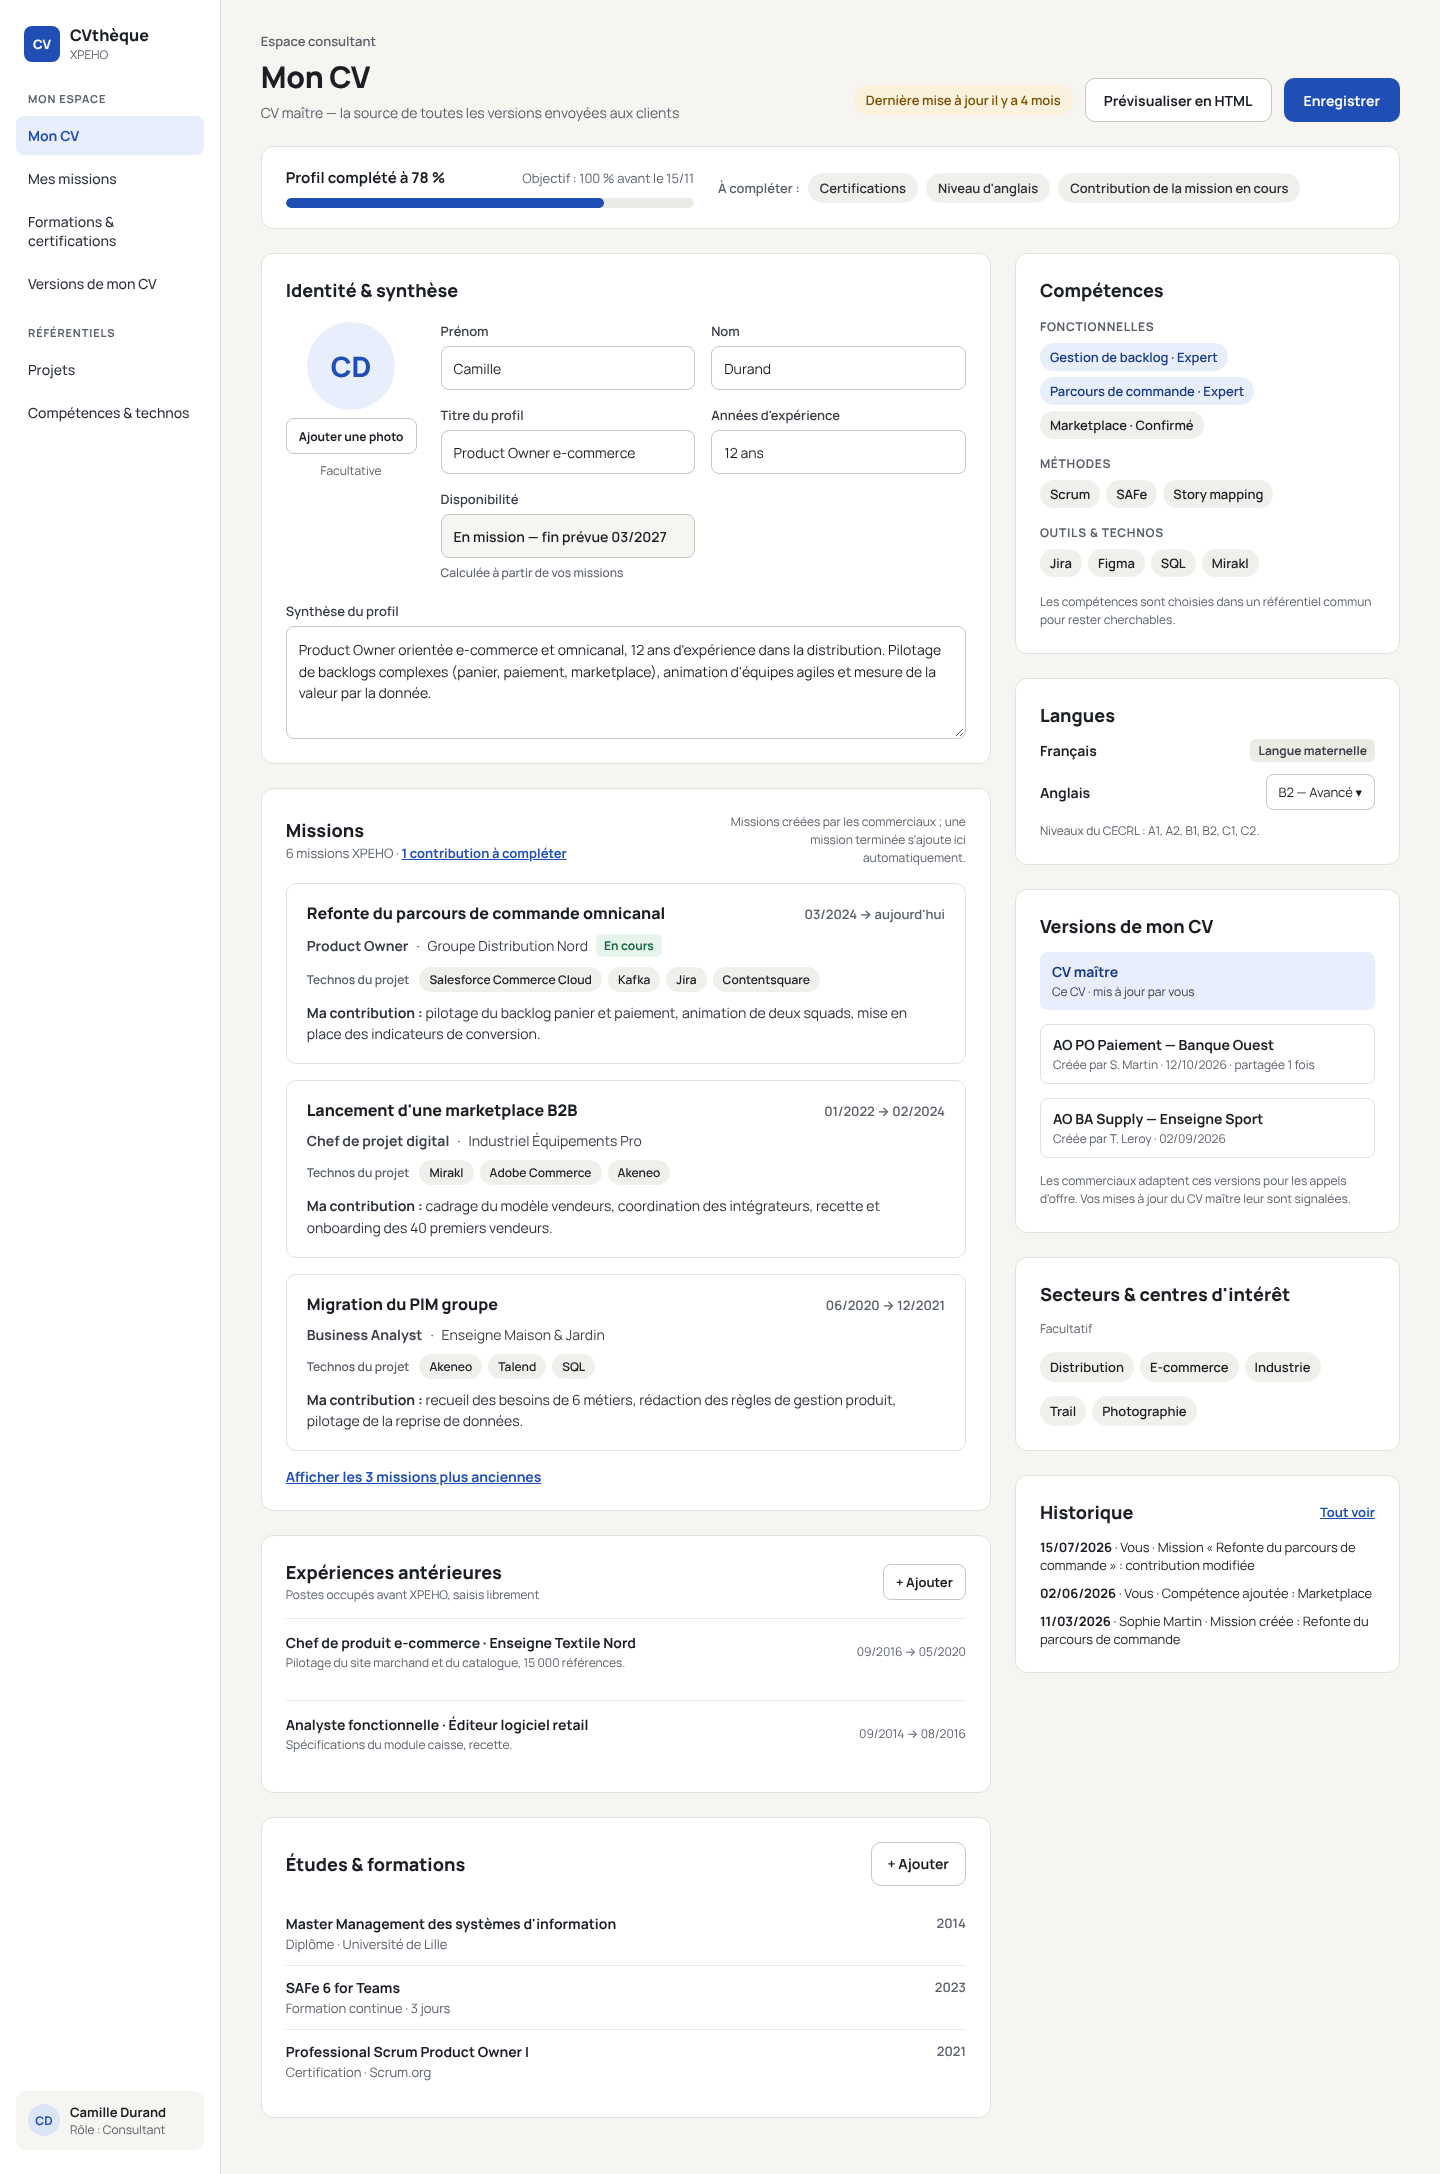 CV
CVthèque
XPEHO
MON ESPACE
Mon CV
Mes missions
Formations &
certifications
Versions de mon CV
RÉFÉRENTIELS
Projets
Compétences & technos
CD
Camille Durand
Rôle : Consultant
Espace consultant
Mon CV
CV maître — la source de toutes les versions envoyées aux clients
Dernière mise à jour il y a 4 mois
Prévisualiser en HTML
Enregistrer
Profil complété à 78 %
Objectif : 100 % avant le 15/11
À compléter :
Certifications
Niveau d'anglais
Contribution de la mission en cours
Identité & synthèse
CD
Ajouter une photo
Facultative
Prénom
Camille
Nom
Durand
Titre du profil
Product Owner e-commerce
Années d'expérience
12 ans
Disponibilité
En mission — fin prévue 03/2027
Calculée à partir de vos missions
Synthèse du profil
Product Owner orientée e-commerce et omnicanal, 12 ans d'expérience dans la distribution. Pilotage
de backlogs complexes (panier, paiement, marketplace), animation d'équipes agiles et mesure de la
valeur par la donnée.
Missions
6 missions XPEHO · 1 contribution à compléter
Missions créées par les commerciaux ; une
mission terminée s'ajoute ici
automatiquement.
Refonte du parcours de commande omnicanal
03/2024 → aujourd'hui
Product Owner · Groupe Distribution Nord En cours
Technos du projet Salesforce Commerce Cloud Kafka Jira Contentsquare
Ma contribution : pilotage du backlog panier et paiement, animation de deux squads, mise en
place des indicateurs de conversion.
Lancement d'une marketplace B2B
01/2022 → 02/2024
Chef de projet digital · Industriel Équipements Pro
Technos du projet Mirakl Adobe Commerce Akeneo
Ma contribution : cadrage du modèle vendeurs, coordination des intégrateurs, recette et
onboarding des 40 premiers vendeurs.
Migration du PIM groupe
06/2020 → 12/2021
Business Analyst · Enseigne Maison & Jardin
Technos du projet Akeneo Talend SQL
Ma contribution : recueil des besoins de 6 métiers, rédaction des règles de gestion produit,
pilotage de la reprise de données.
Afficher les 3 missions plus anciennes
Expériences antérieures
Postes occupés avant XPEHO, saisis librement
+ Ajouter
Chef de produit e-commerce · Enseigne Textile Nord
Pilotage du site marchand et du catalogue, 15 000 références.
09/2016 → 05/2020
Analyste fonctionnelle · Éditeur logiciel retail
Spécifications du module caisse, recette.
09/2014 → 08/2016
Études & formations
+ Ajouter
Master Management des systèmes d'information
2014
Diplôme · Université de Lille
SAFe 6 for Teams
2023
Formation continue · 3 jours
Professional Scrum Product Owner I
2021
Certification · Scrum.org
Compétences
FONCTIONNELLES
Gestion de backlog · Expert
Parcours de commande · Expert
Marketplace · Confirmé
MÉTHODES
Scrum SAFe Story mapping
OUTILS & TECHNOS
Jira Figma SQL Mirakl
Les compétences sont choisies dans un référentiel commun
pour rester cherchables.
Langues
Français
Langue maternelle
Anglais
B2 — Avancé ▾
Niveaux du CECRL : A1, A2, B1, B2, C1, C2.
Versions de mon CV
CV maître
Ce CV · mis à jour par vous
AO PO Paiement — Banque Ouest
Créée par S. Martin · 12/10/2026 · partagée 1 fois
AO BA Supply — Enseigne Sport
Créée par T. Leroy · 02/09/2026
Les commerciaux adaptent ces versions pour les appels
d'offre. Vos mises à jour du CV maître leur sont signalées.
Secteurs & centres d'intérêt
Facultatif
Distribution E-commerce Industrie
Trail Photographie
Historique
Tout voir
15/07/2026 · Vous · Mission « Refonte du parcours de
commande » : contribution modifiée
02/06/2026 · Vous · Compétence ajoutée : Marketplace
11/03/2026 · Sophie Martin · Mission créée : Refonte du
parcours de commande